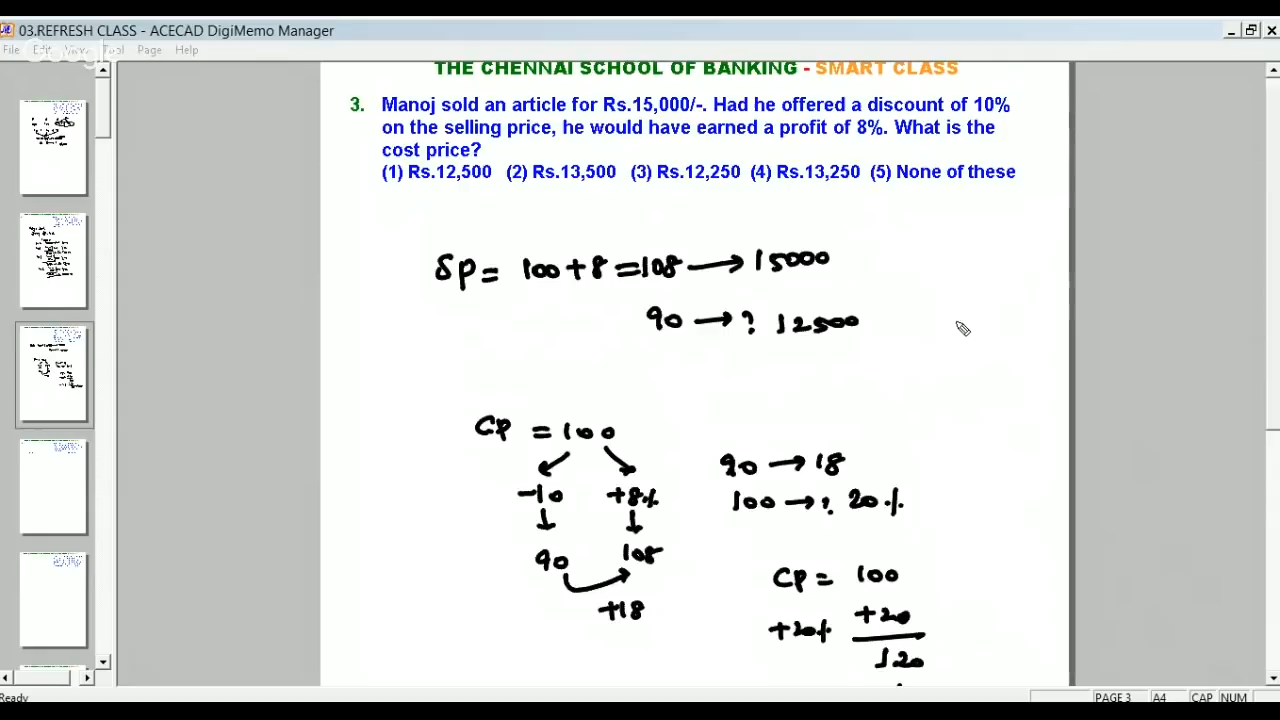 03.REFRESH CLASS - ACECAD DigiMemo Manager
File Edit View Tool Page Help
Google
THE CHENNAI SCHOOL OF BANKING - SMART CLASS
3. Manoj sold an article for Rs.15,000/-. Had he offered a discount of 10%
on the selling price, he would have earned a profit of 8%. What is the
cost price?
(1) Rs.12,500 (2) Rs.13,500 (3) Rs.12,250 (4) Rs.13,250 (5) None of these
SP = 100 + 8 = 108 → 15000
90 → ? 12500
CP = 100
-10 +8%
90 108
+18
90 → 18
100 → ? 20%
CP = 100
+20% +20
120
Ready
PAGE 3 A4 CAP NUM